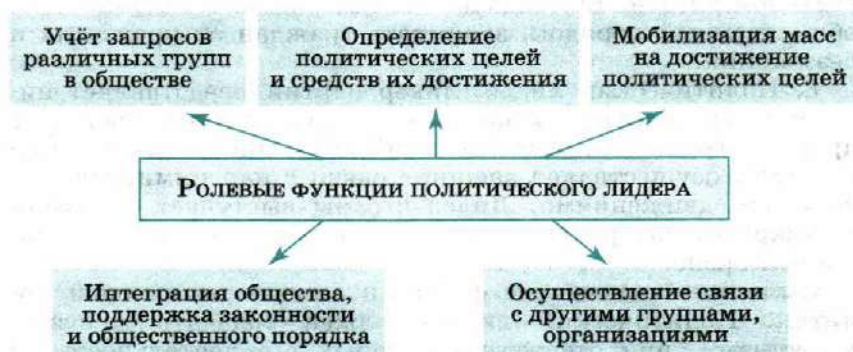 Учёт запросов
различных групп
в обществе
Определение
политических целей
и средств их достижения
Мобилизация масс
на достижение
политических целей
РОЛЕВЫЕ ФУНКЦИИ ПОЛИТИЧЕСКОГО ЛИДЕРА
Интеграция общества,
поддержка законности
и общественного порядка
Осуществление связи
с другими группами,
организациями